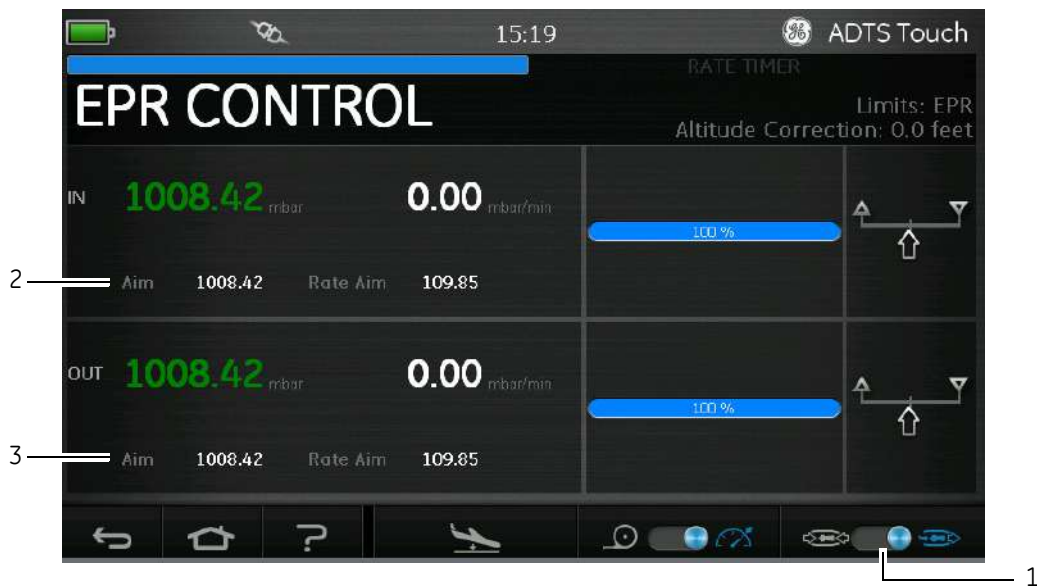 15:19
ADTS Touch
RATE TIMER
EPR CONTROL
Limits: EPR
Altitude Correction: 0.0 feet
IN 1008.42 mbar 0.00 mbar/min
100 %
2
Aim 1008.42 Rate Aim 109.85
OUT 1008.42 mbar 0.00 mbar/min
100 %
3
Aim 1008.42 Rate Aim 109.85
?
1